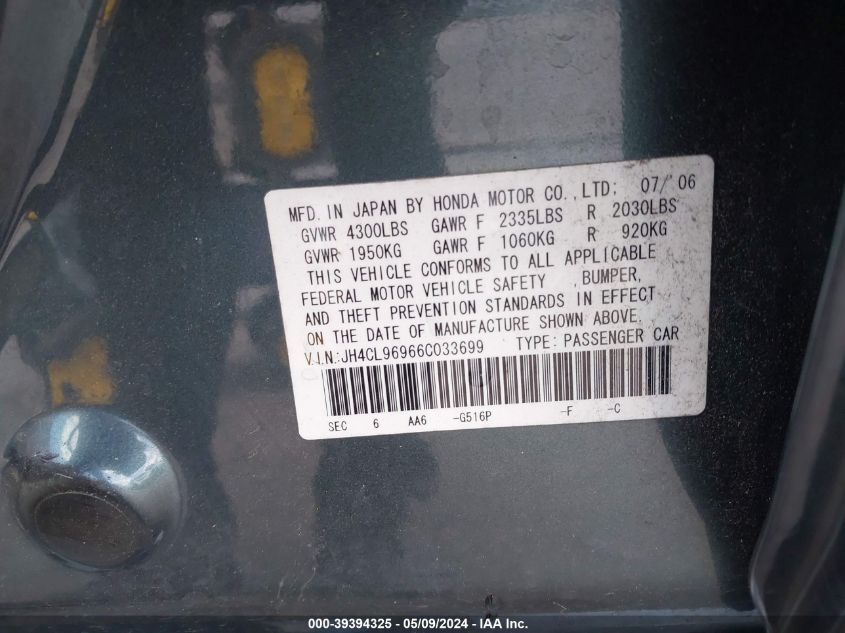 MFD. IN JAPAN BY HONDA MOTOR CO., LTD: 07/'06
GVWR 4300LBS GAWR F 2335LBS R 2030LBS
GVWR 1950KG GAWR F 1060KG R 920KG
THIS VEHICLE CONFORMS TO ALL APPLICABLE
FEDERAL MOTOR VEHICLE SAFETY ,BUMPER,
AND THEFT PREVENTION STANDARDS IN EFFECT
ON THE DATE OF MANUFACTURE SHOWN ABOVE.
V.I.N.:JH4CL96966C033699 TYPE: PASSENGER CAR
SEC 6 AA6 -G516P -F -C
000-39394325 - 05/09/2024 - IAA Inc.